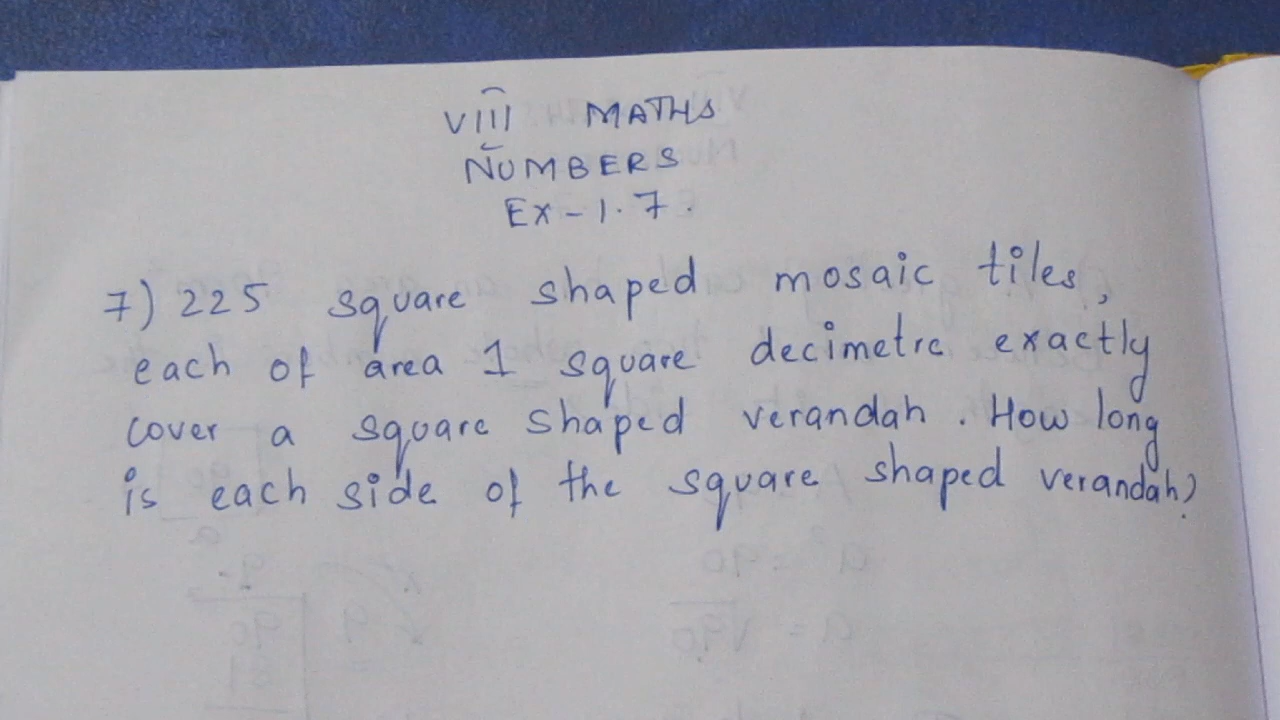 VIII MATHS
NUMBERS
EX-1.7.
7) 225 square shaped mosaic tiles,
each of area 1 square decimetre exactly
cover a square shaped verandah. How long
is each side of the square shaped verandah?